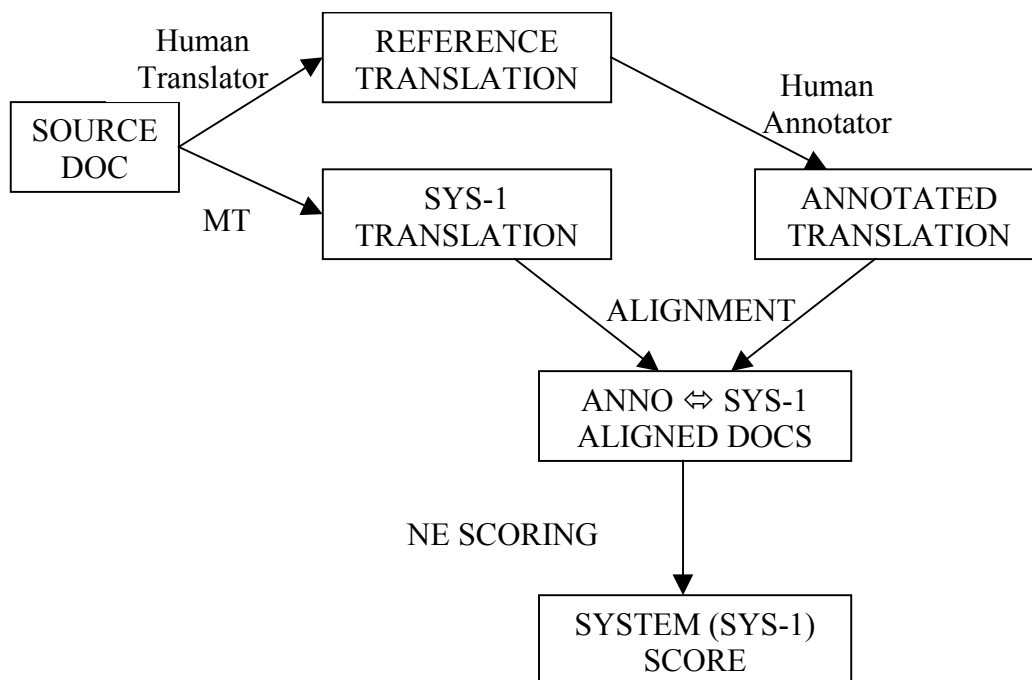 Human
Translator
REFERENCE
TRANSLATION
Human
Annotator
SOURCE
DOC
MT
SYS-1
TRANSLATION
ANNOTATED
TRANSLATION
ALIGNMENT
ANNO ⇔ SYS-1
ALIGNED DOCS
NE SCORING
SYSTEM (SYS-1)
SCORE